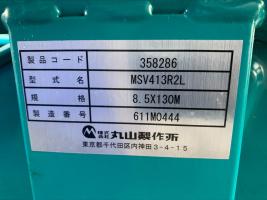 製品コード 358286
型式名 MSV413R2L
規格 8.5X130M
製造番号 611M0444
株式会社 丸山製作所
東京都千代田区内神田3-4-15